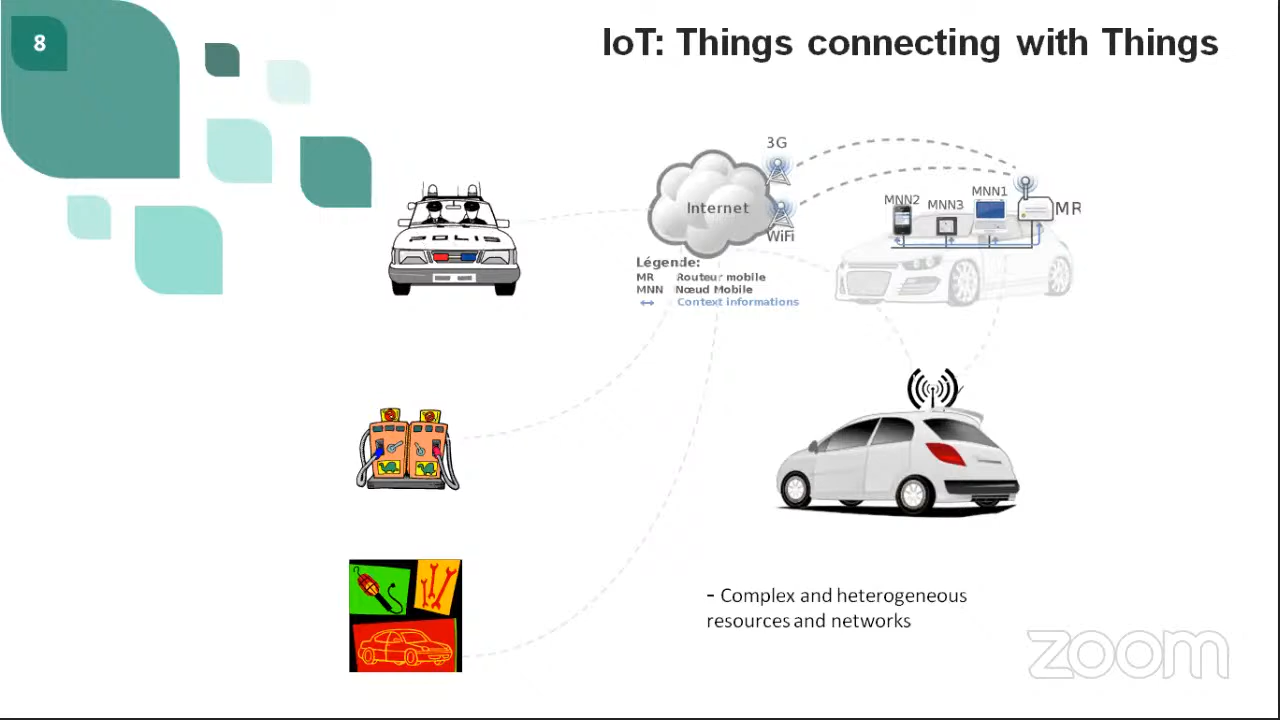 8
IoT: Things connecting with Things
3G
Internet
WiFi
MNN2
MNN3
MNN1
MR
Légende:
MR Routeur mobile
MNN Nœud Mobile
Context informations
POLIS
- Complex and heterogeneous
resources and networks
zoom